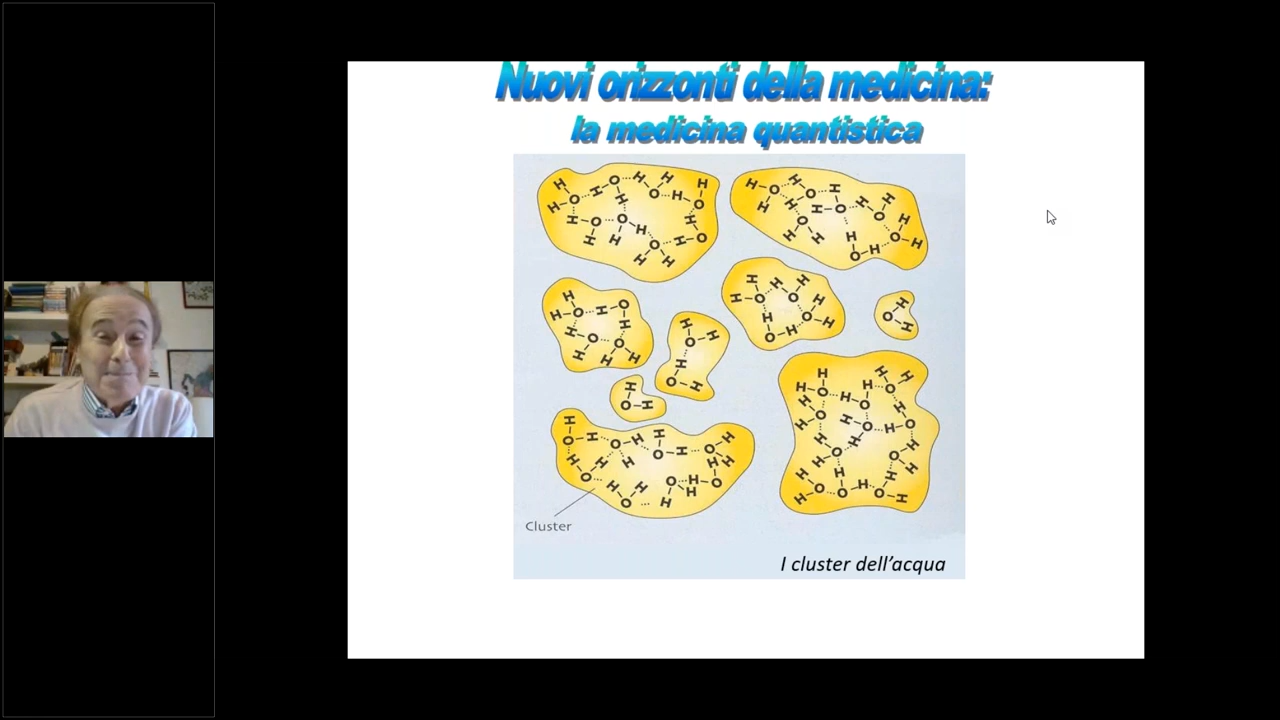 Nuovi orizzonti della medicina:
la medicina quantistica
Cluster
I cluster dell'acqua